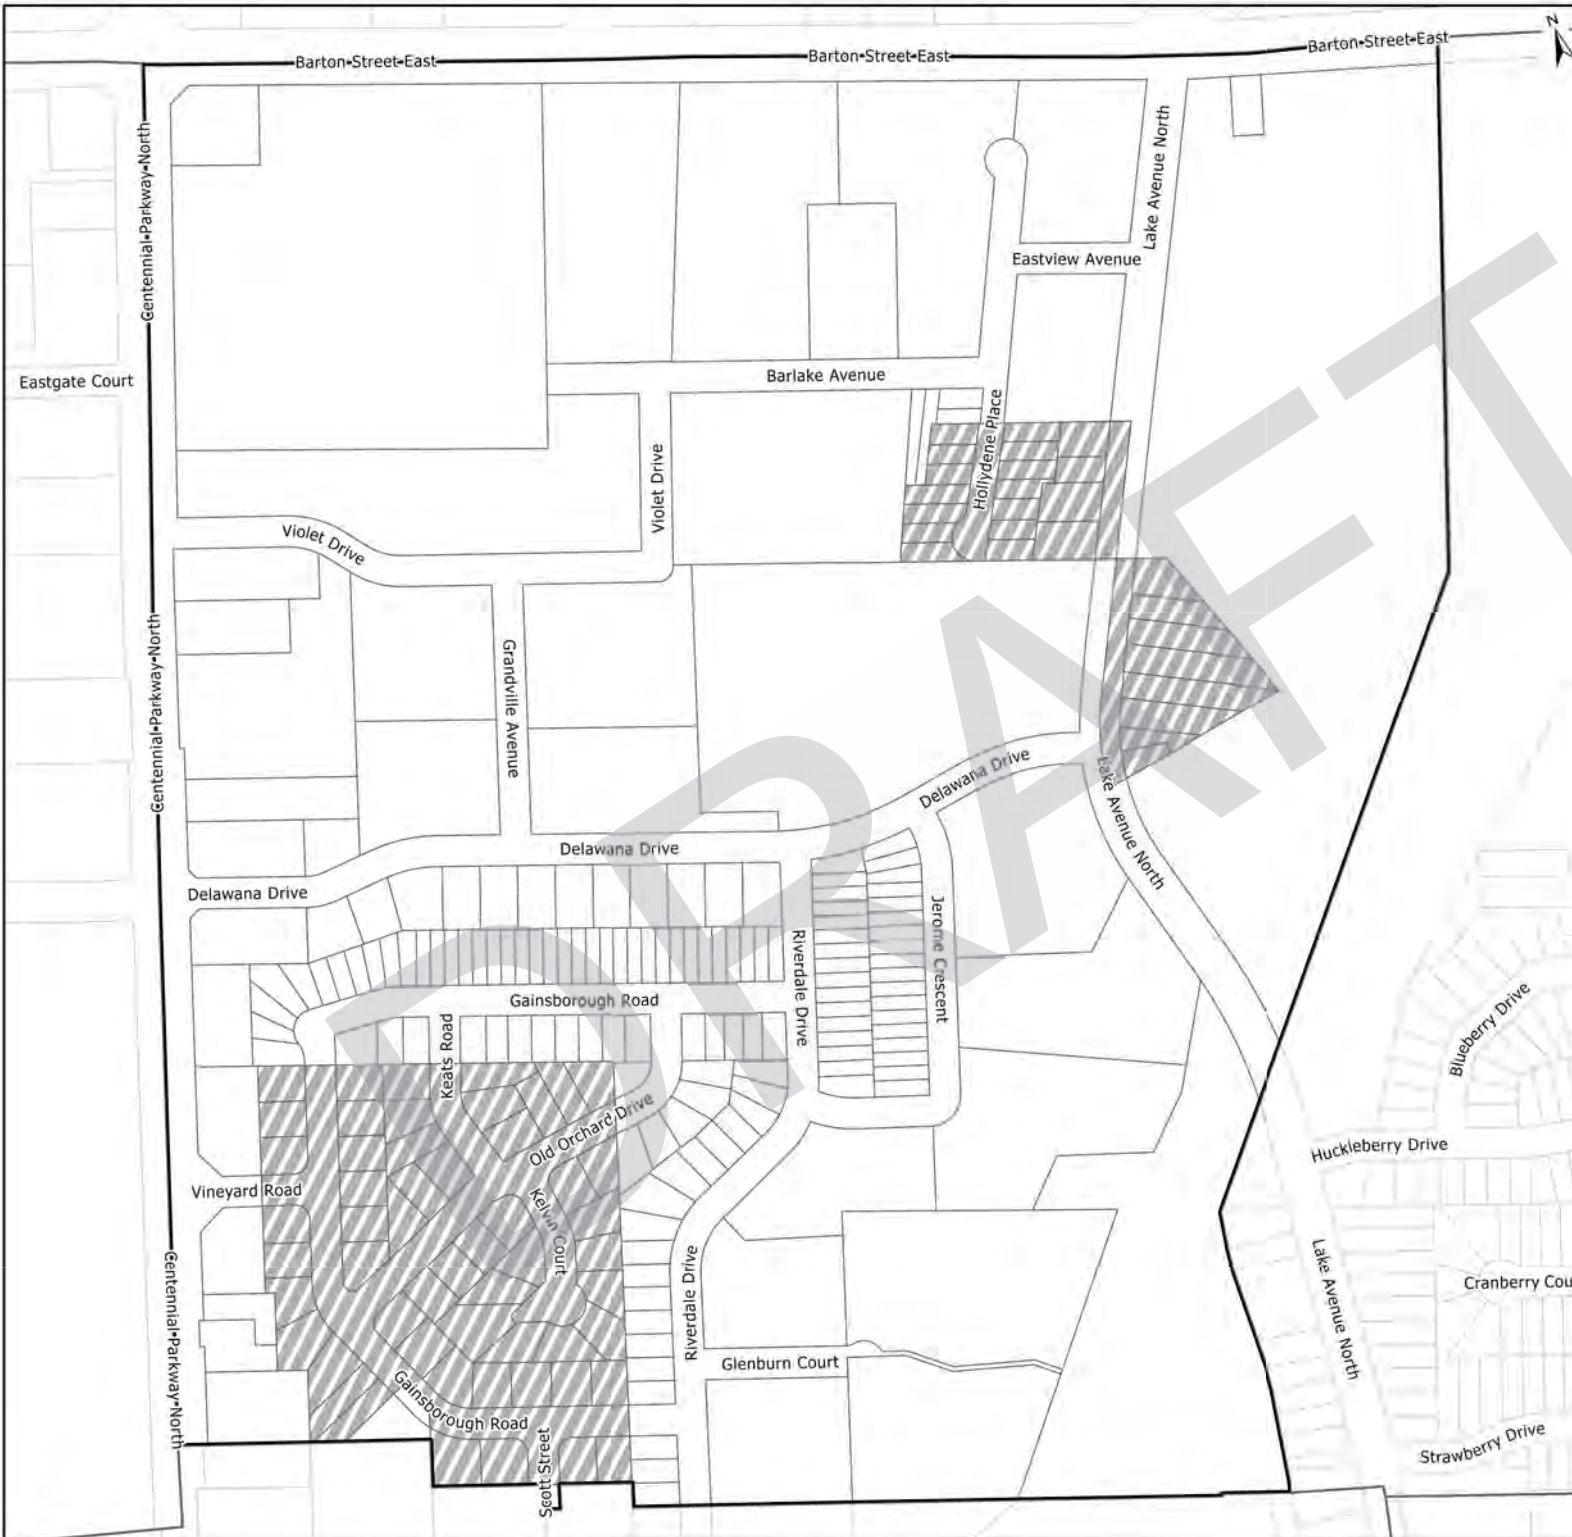 N
Barton Street East
Barton Street East
Barton Street East
Centennial Parkway North
Lake Avenue North
Eastview Avenue
Eastgate Court
Barlake Avenue
Hollydene Place
Violet Drive
Violet Drive
Centennial Parkway North
Grandville Avenue
Delawana Drive
Lake Avenue North
Delawana Drive
Delawana Drive
Jerome Crescent
Riverdale Drive
Gainsborough Road
Keats Road
Blueberry Drive
Old Orchard Drive
Huckleberry Drive
Vineyard Road
Kelvin Court
Centennial Parkway North
Riverdale Drive
Lake Avenue North
Cranberry Cou
Glenburn Court
Gainsborough Road
Scott Street
Strawberry Drive
DRAFT